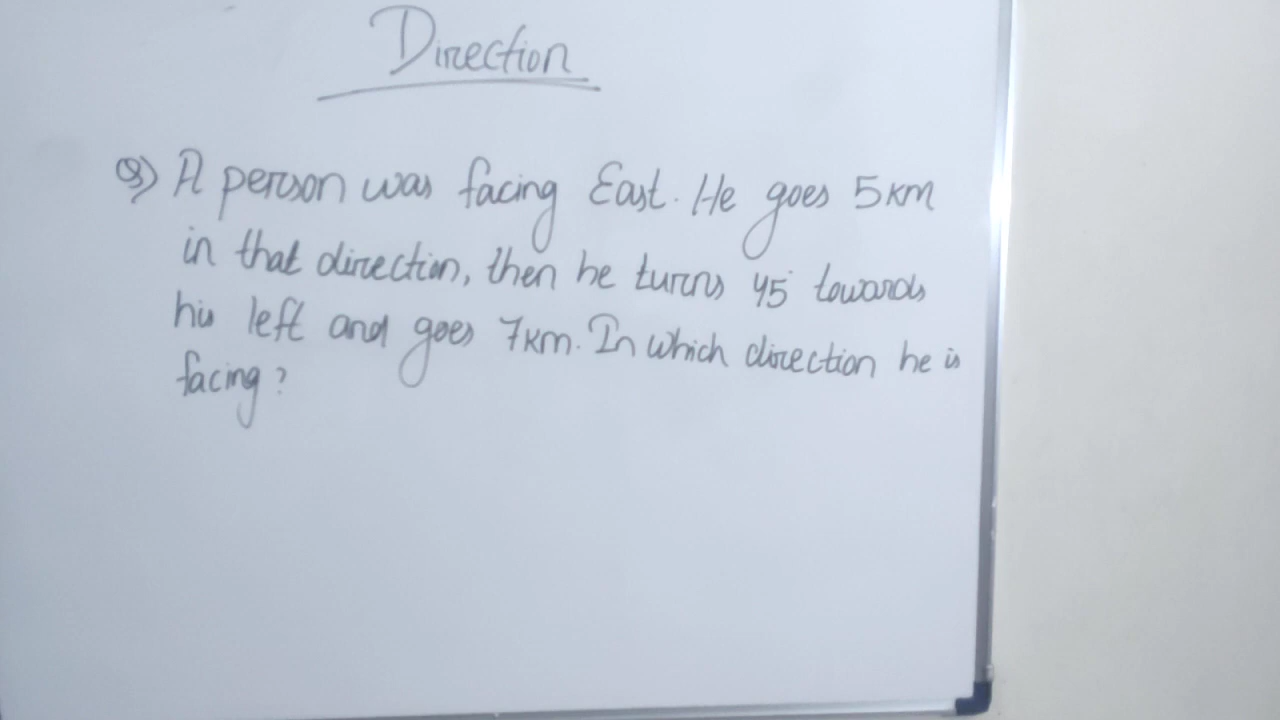 Direction
Q) A person was facing East. He goes 5km
in that direction, then he turns 45° towards
his left and goes 7km. In which direction he is
facing?